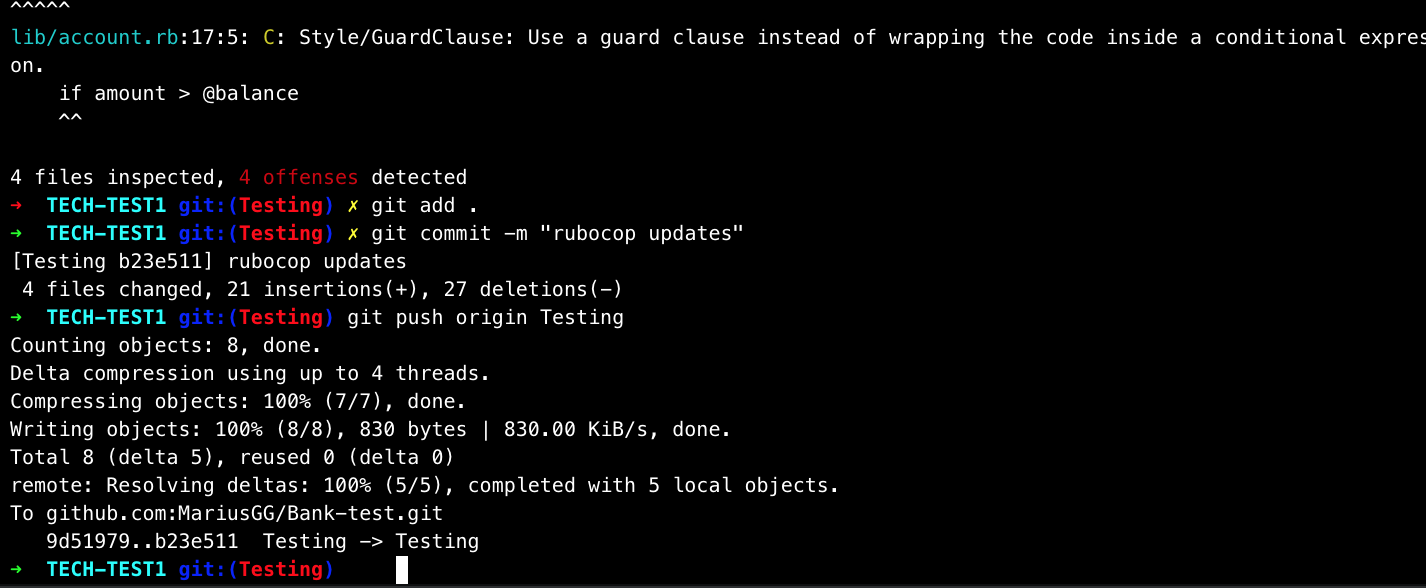 ^^^^^
lib/account.rb:17:5: C: Style/GuardClause: Use a guard clause instead of wrapping the code inside a conditional expres
on.
    if amount > @balance
    ^^
4 files inspected, 4 offenses detected
➜  TECH-TEST1 git:(Testing) ✗ git add .
➜  TECH-TEST1 git:(Testing) ✗ git commit -m "rubocop updates"
[Testing b23e511] rubocop updates
 4 files changed, 21 insertions(+), 27 deletions(-)
➜  TECH-TEST1 git:(Testing) git push origin Testing
Counting objects: 8, done.
Delta compression using up to 4 threads.
Compressing objects: 100% (7/7), done.
Writing objects: 100% (8/8), 830 bytes | 830.00 KiB/s, done.
Total 8 (delta 5), reused 0 (delta 0)
remote: Resolving deltas: 100% (5/5), completed with 5 local objects.
To github.com:MariusGG/Bank-test.git
   9d51979..b23e511  Testing -> Testing
➜  TECH-TEST1 git:(Testing)